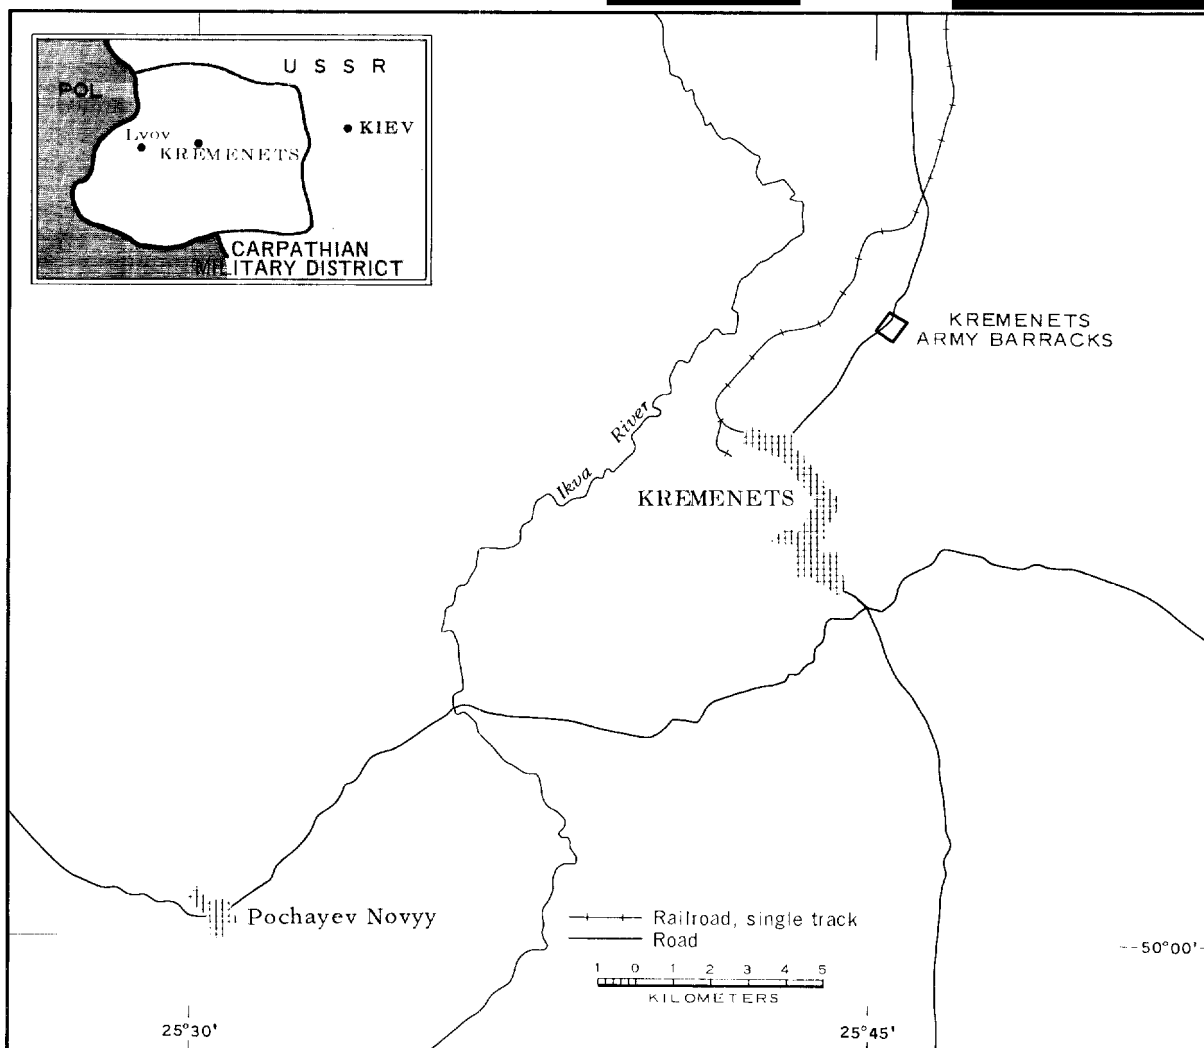 U S S R
POL
KIEV
Lvov
KREMENETS
CARPATHIAN
MILITARY DISTRICT
KREMENETS
ARMY BARRACKS
Ikva River
KREMENETS
Pochayev Novyy
Railroad, single track
Road
1 0 1 2 3 4 5
KILOMETERS
50°00'
25°30'
25°45'